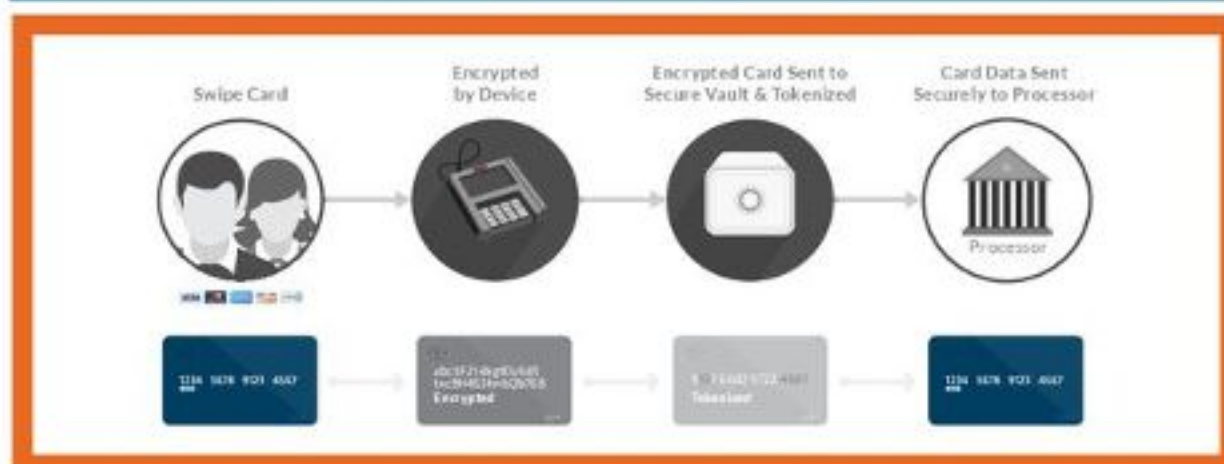 Swipe Card
Encrypted
by Device
Encrypted Card Sent to
Secure Vault & Tokenized
Card Data Sent
Securely to Processor
Processor
VISA
1234 5678 9123 4567
Encrypted
Tokenized
1234 5678 9123 4567